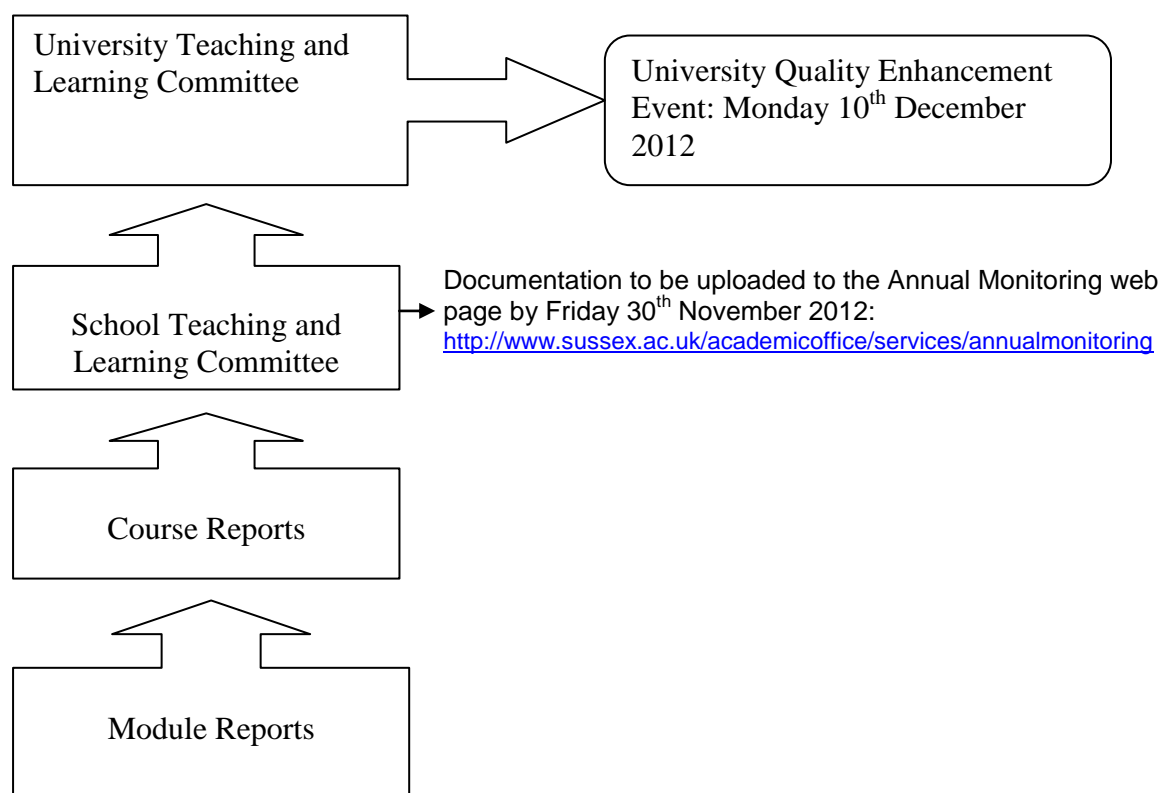 University Teaching and
Learning Committee
University Quality Enhancement
Event: Monday 10th December
2012
Documentation to be uploaded to the Annual Monitoring web
page by Friday 30th November 2012:
http://www.sussex.ac.uk/academicoffice/services/annualmonitoring
School Teaching and
Learning Committee
Course Reports
Module Reports